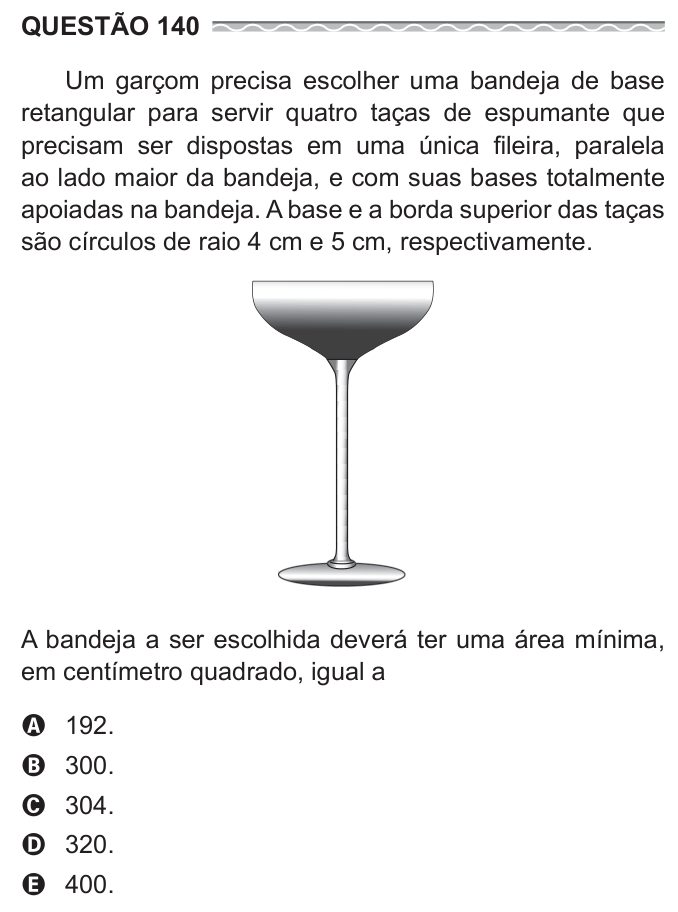 QUESTÃO 140
Um garçom precisa escolher uma bandeja de base
retangular para servir quatro taças de espumante que
precisam ser dispostas em uma única fileira, paralela
ao lado maior da bandeja, e com suas bases totalmente
apoiadas na bandeja. A base e a borda superior das taças
são círculos de raio 4 cm e 5 cm, respectivamente.
A bandeja a ser escolhida deverá ter uma área mínima,
em centímetro quadrado, igual a
A 192.
B 300.
C 304.
D 320.
E 400.